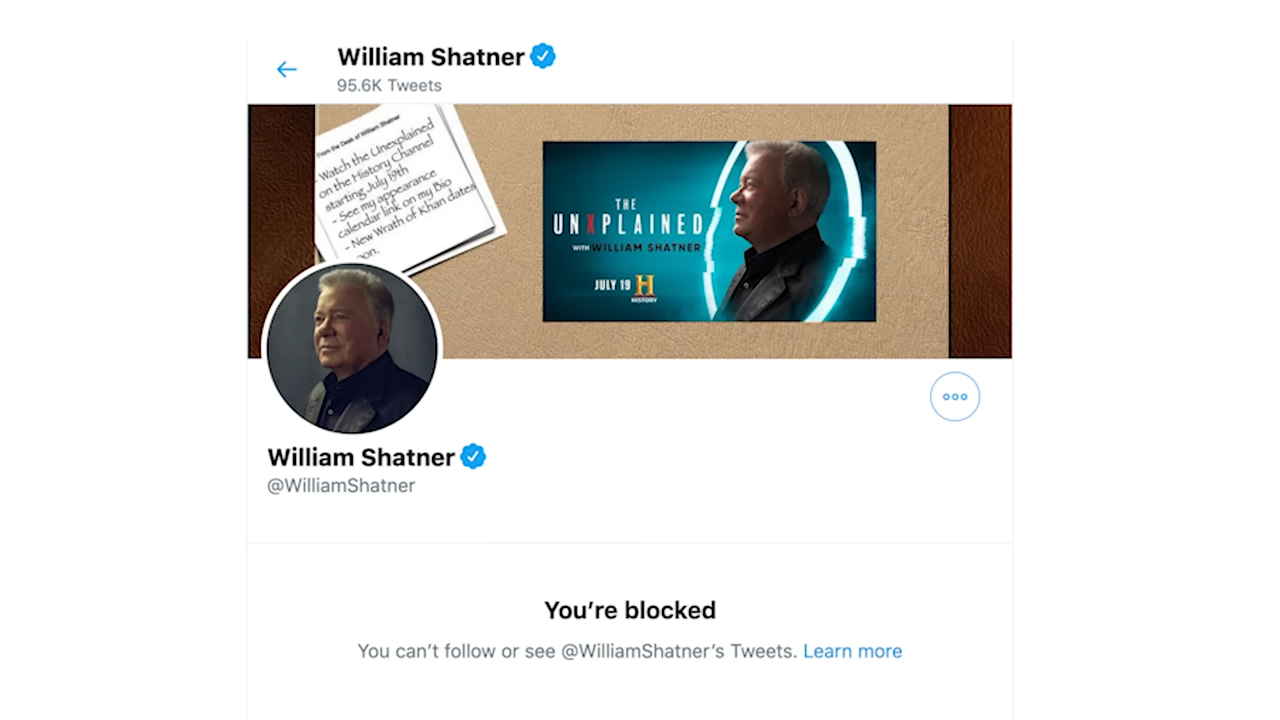 William Shatner
95.6K Tweets
From the Desk of William Shatner
- Watch the Unexplained
on the History Channel
starting July 19th
- See my appearance
calendar link on my Bio
- New Wrath of Khan dates
oon.
THE
UNXPLAINED
WITH WILLIAM SHATNER
JULY 19 H
HISTORY
William Shatner
@WilliamShatner
You’re blocked
You can’t follow or see @WilliamShatner’s Tweets. Learn more